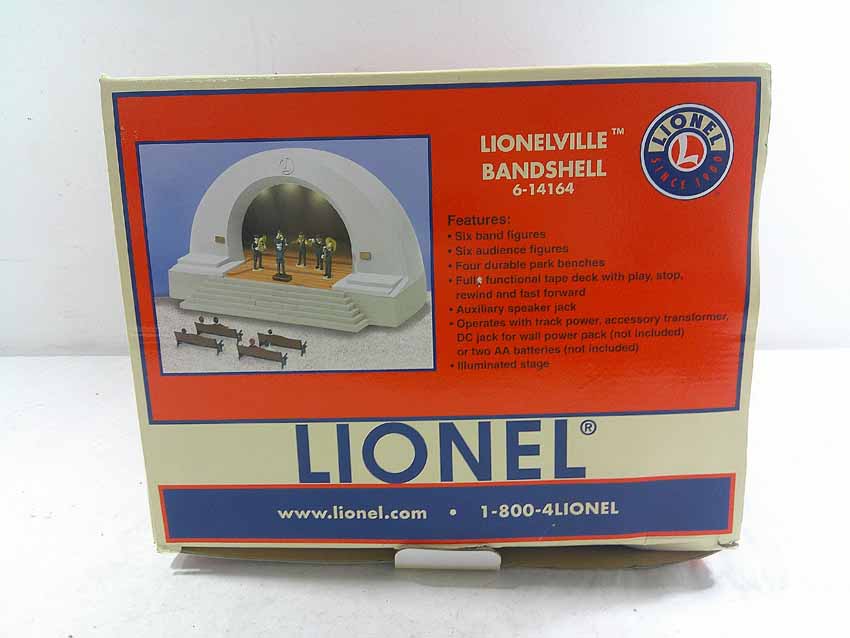 LIONELVILLE™
BANDSHELL
6-14164
LIONEL
L
SINCE 1900
Features:
• Six band figures
• Six audience figures
• Four durable park benches
• Fully functional tape deck with play, stop,
rewind and fast forward
• Auxiliary speaker jack
• Operates with track power, accessory transformer,
DC jack for wall power pack (not included)
or two AA batteries (not included)
• Illuminated stage
LIONEL®
www.lionel.com • 1-800-4LIONEL